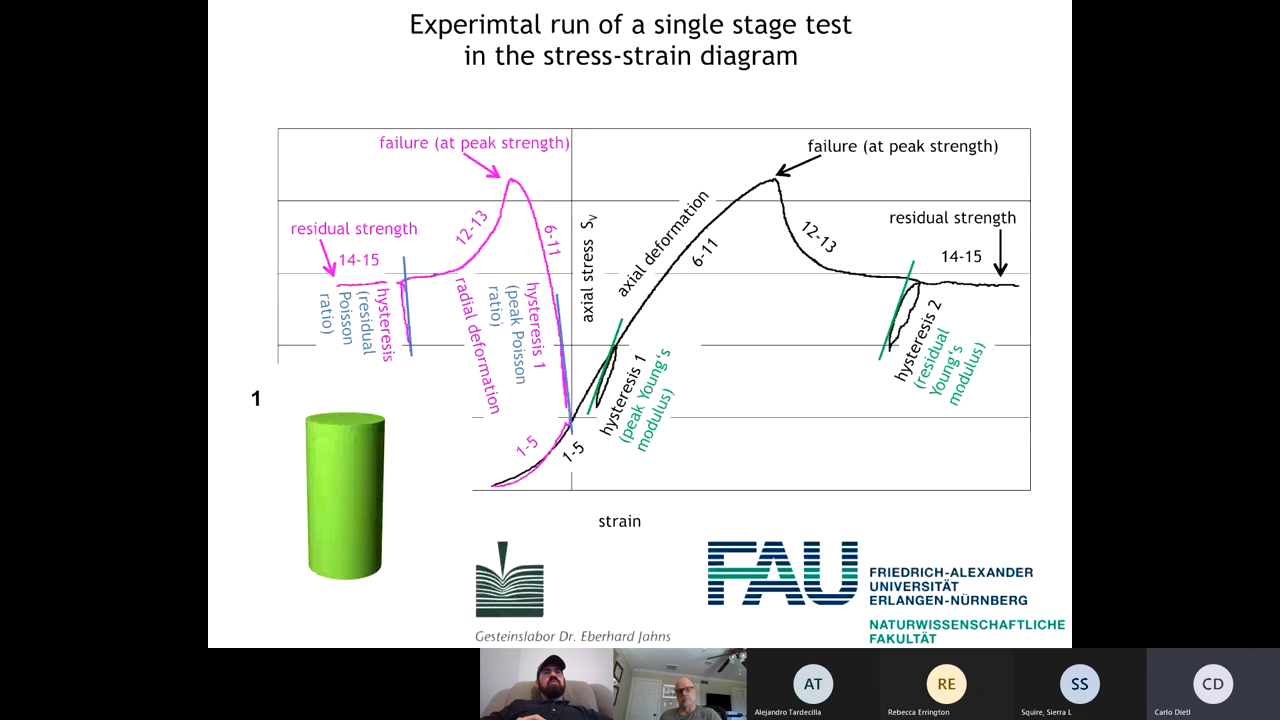 Experimtal run of a single stage test
in the stress-strain diagram
failure (at peak strength)
failure (at peak strength)
residual strength
14-15
12-13
6-11
axial stress Sv
axial deformation
6-11
12-13
residual strength
14-15
hysteresis
(residual
Poisson
ratio)
radial deformation
hysteresis 1
(peak Poisson
ratio)
hysteresis 1
(peak Young's
modulus)
hysteresis 2
(residual
Young's
modulus)
1-5
1-5
1
strain
Gesteinslabor Dr. Eberhard Jahns
FAU
FRIEDRICH-ALEXANDER
UNIVERSITÄT
ERLANGEN-NÜRNBERG
NATURWISSENSCHAFTLICHE
FAKULTÄT
AT
Alejandro Tardecilla
RE
Rebecca Errington
SS
Squire, Sierra L
CD
Carlo Dietl